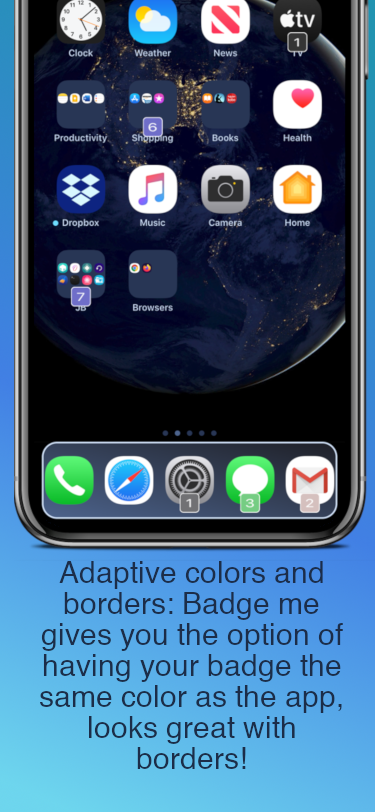 tv
1
Clock Weather News TV
6
Productivity Shopping Books Health
Dropbox Music Camera Home
7
JB Browsers
1 3 2
Adaptive colors and
borders: Badge me
gives you the option of
having your badge the
same color as the app,
looks great with
borders!